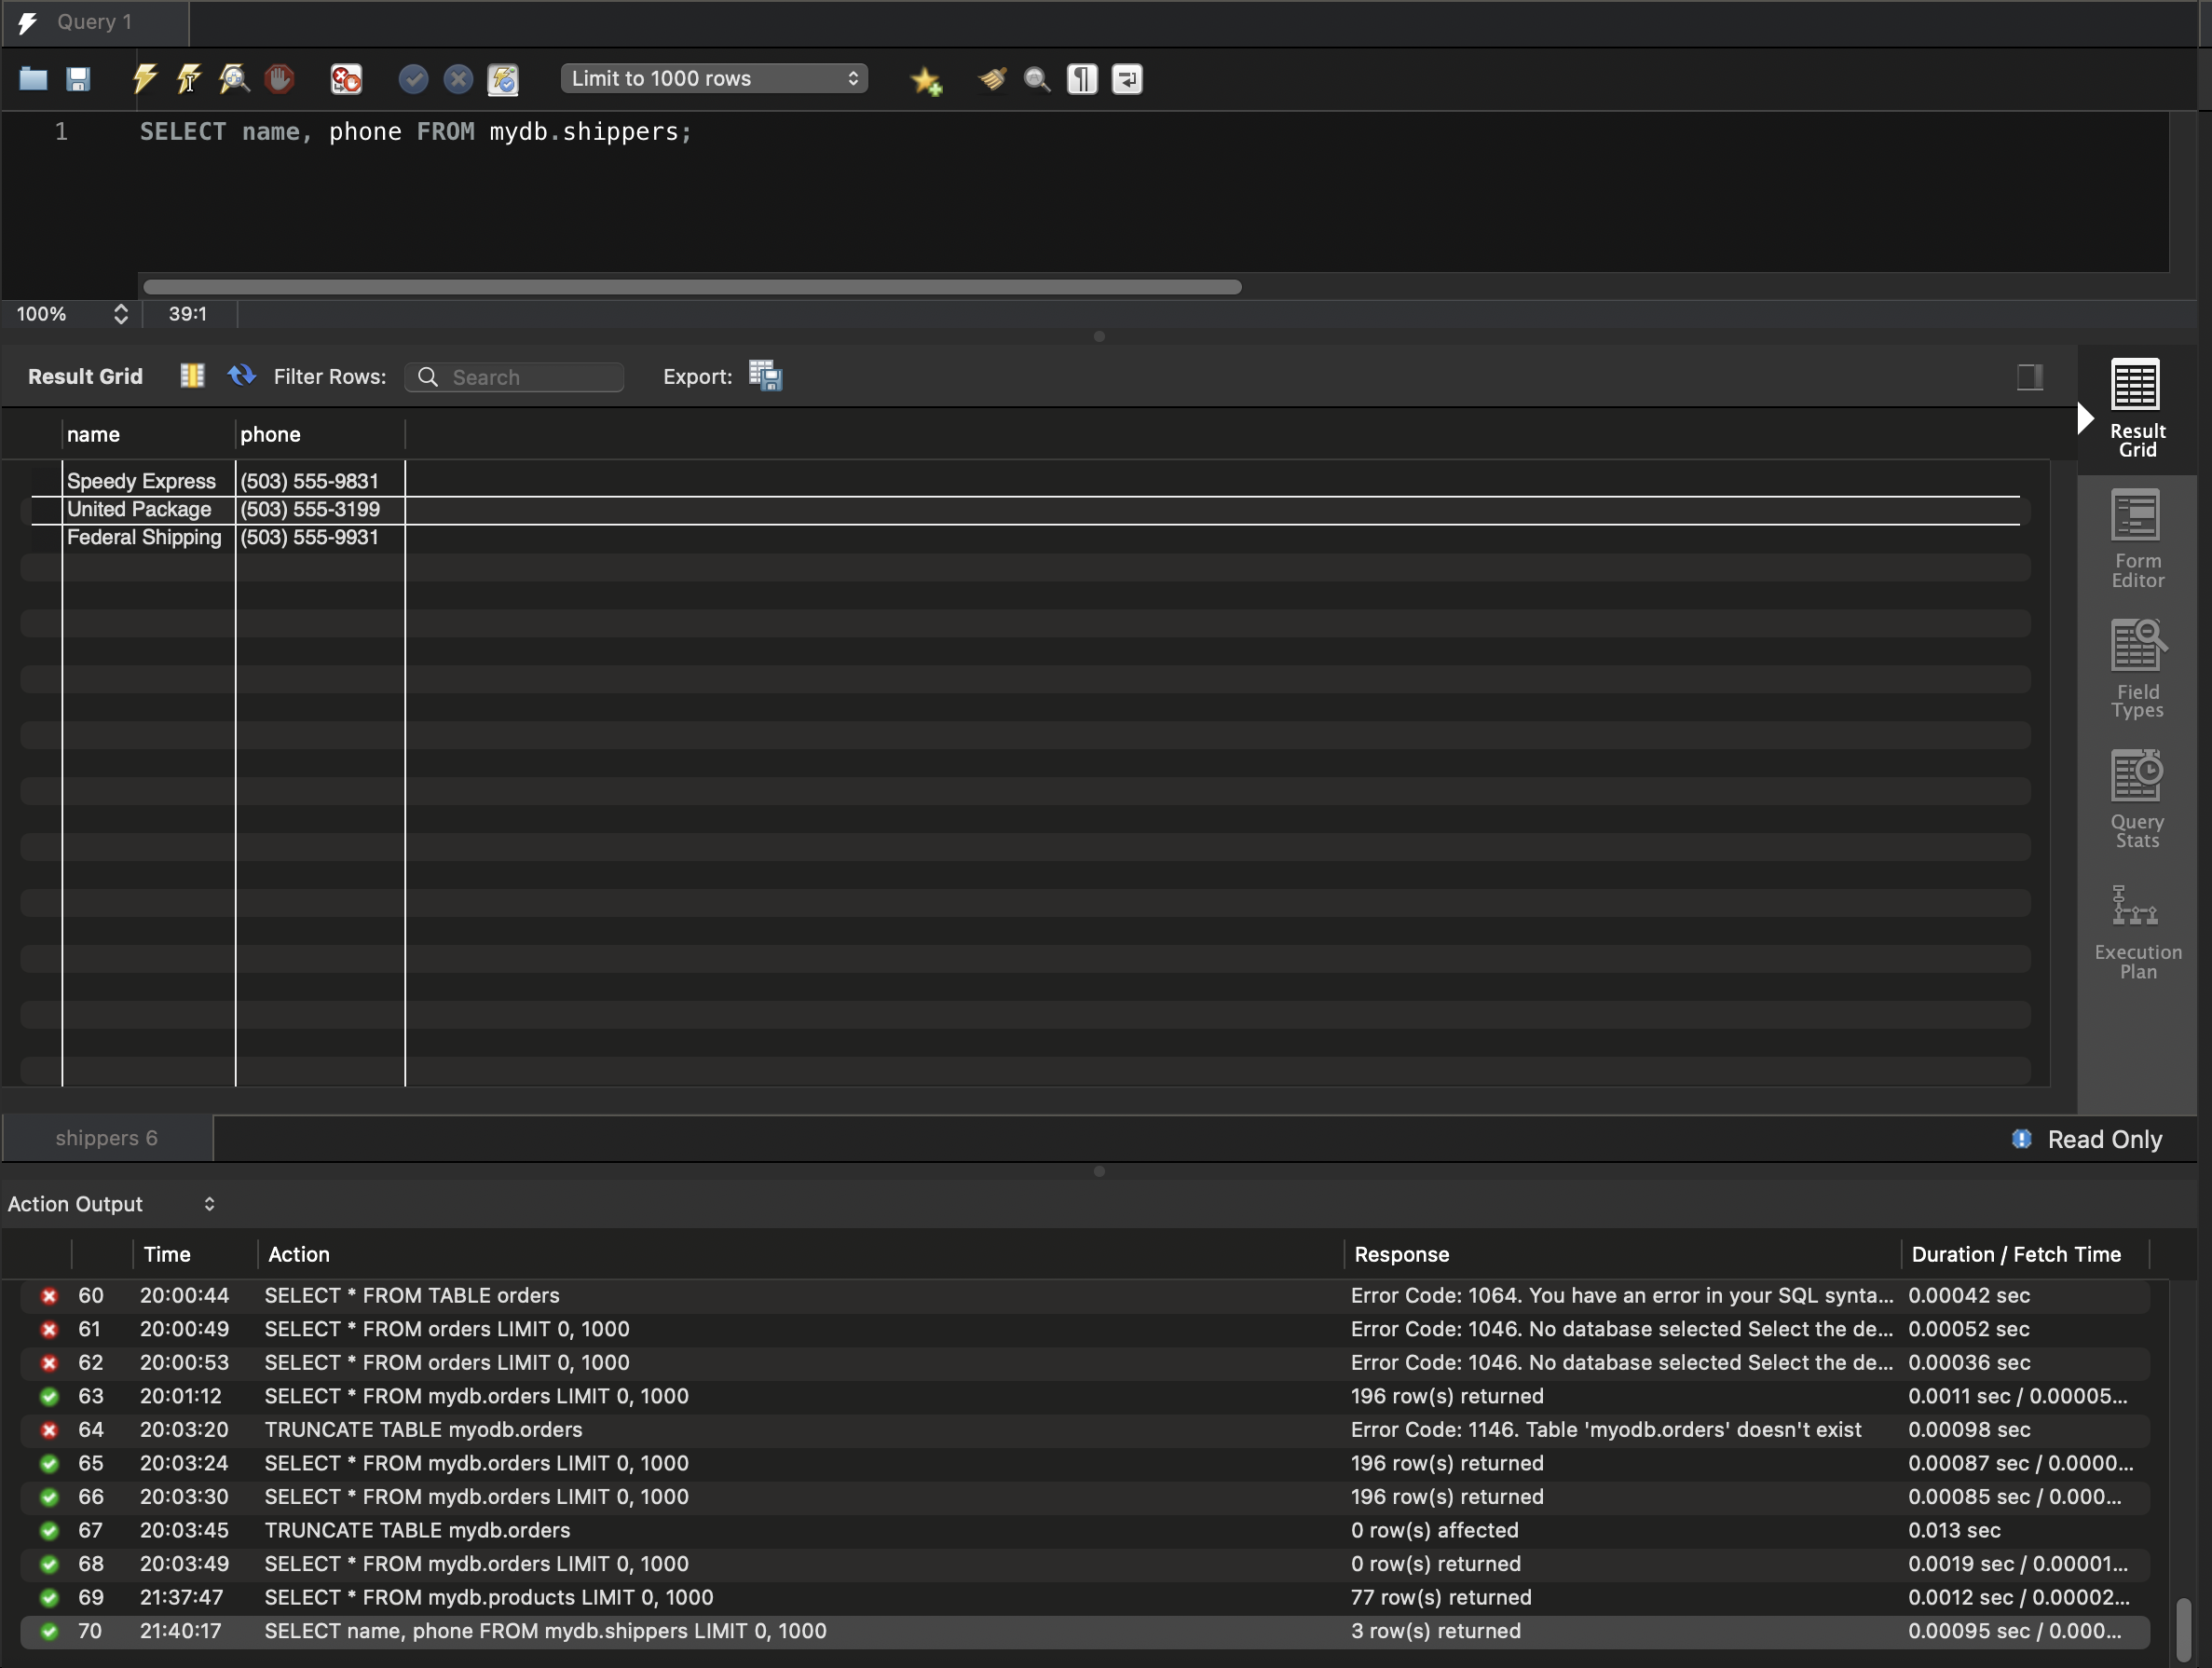 Query 1
Limit to 1000 rows
1 SELECT name, phone FROM mydb.shippers;
100% 39:1
Result Grid Filter Rows: Search Export:
name phone
Speedy Express (503) 555-9831
United Package (503) 555-3199
Federal Shipping (503) 555-9931
Result
Grid
Form
Editor
Field
Types
Query
Stats
Execution
Plan
shippers 6 Read Only
Action Output
Time Action Response Duration / Fetch Time
60 20:00:44 SELECT * FROM TABLE orders Error Code: 1064. You have an error in your SQL synta... 0.00042 sec
61 20:00:49 SELECT * FROM orders LIMIT 0, 1000 Error Code: 1046. No database selected Select the de... 0.00052 sec
62 20:00:53 SELECT * FROM orders LIMIT 0, 1000 Error Code: 1046. No database selected Select the de... 0.00036 sec
63 20:01:12 SELECT * FROM mydb.orders LIMIT 0, 1000 196 row(s) returned 0.0011 sec / 0.00005...
64 20:03:20 TRUNCATE TABLE myodb.orders Error Code: 1146. Table 'myodb.orders' doesn't exist 0.00098 sec
65 20:03:24 SELECT * FROM mydb.orders LIMIT 0, 1000 196 row(s) returned 0.00087 sec / 0.0000...
66 20:03:30 SELECT * FROM mydb.orders LIMIT 0, 1000 196 row(s) returned 0.00085 sec / 0.000...
67 20:03:45 TRUNCATE TABLE mydb.orders 0 row(s) affected 0.013 sec
68 20:03:49 SELECT * FROM mydb.orders LIMIT 0, 1000 0 row(s) returned 0.0019 sec / 0.00001...
69 21:37:47 SELECT * FROM mydb.products LIMIT 0, 1000 77 row(s) returned 0.0012 sec / 0.00002...
70 21:40:17 SELECT name, phone FROM mydb.shippers LIMIT 0, 1000 3 row(s) returned 0.00095 sec / 0.000...